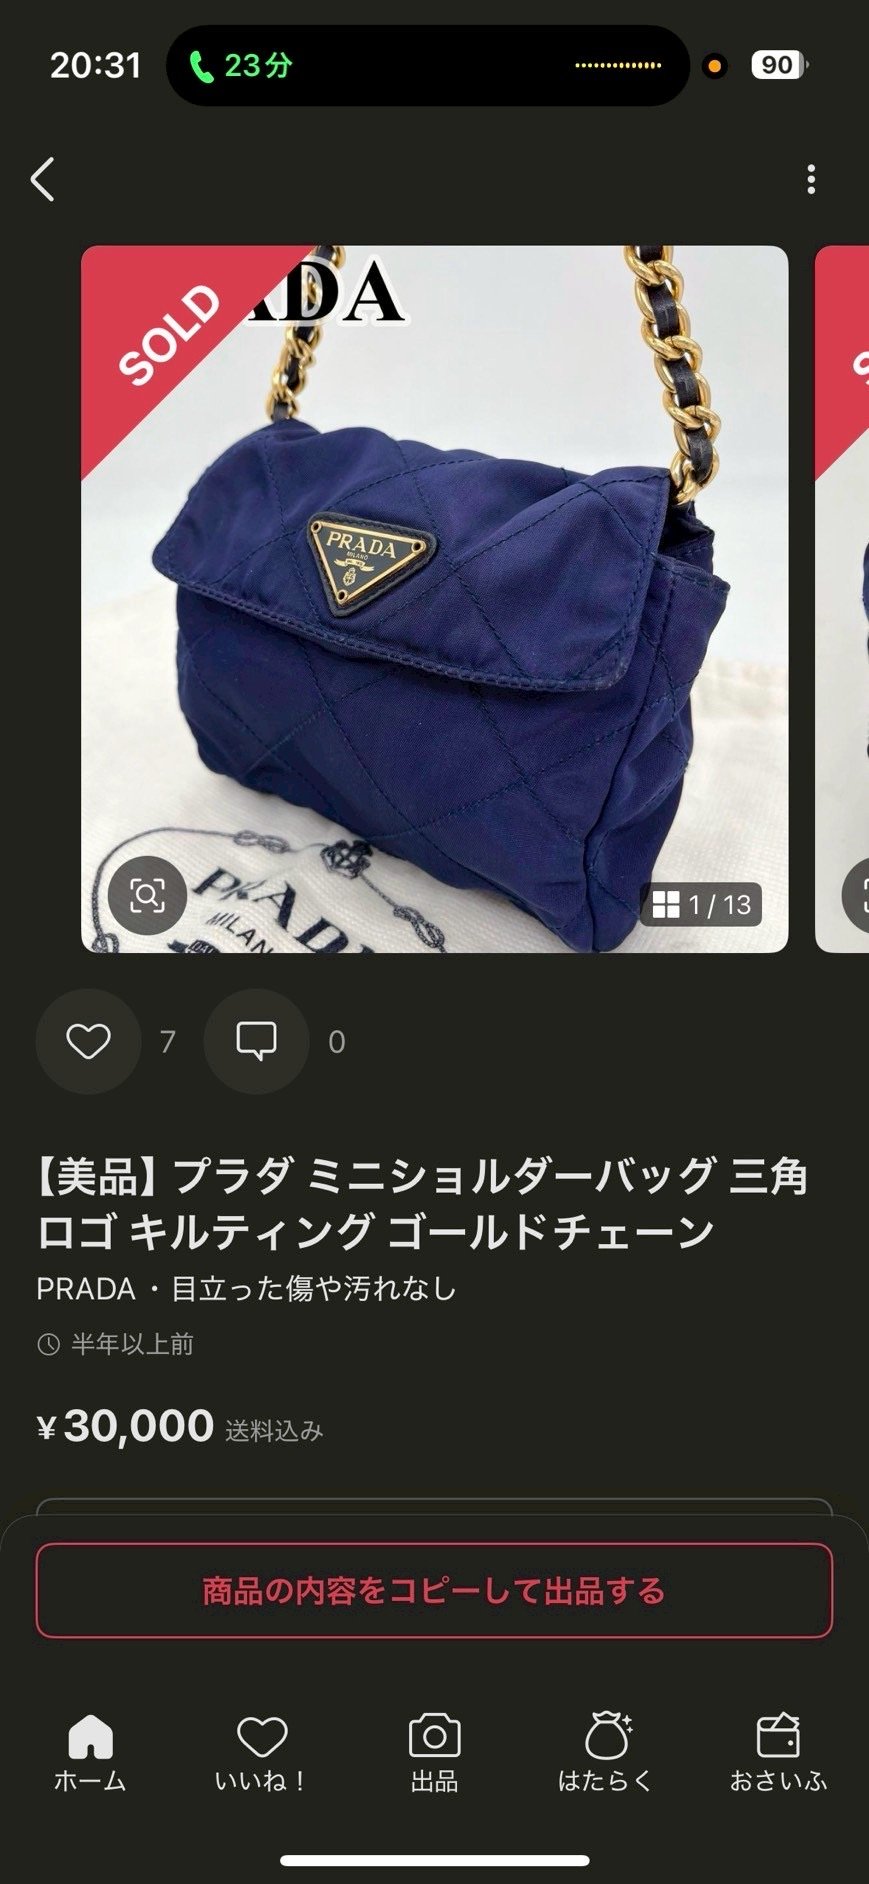 20:31
23分
90
SOLD
ADA
PRADA
MILANO
PRADA
MILAN
1 / 13
7
0
【美品】プラダ ミニショルダーバッグ 三角
ロゴ キルティング ゴールドチェーン
PRADA・目立った傷や汚れなし
半年以上前
¥30,000 送料込み
商品の内容をコピーして出品する
ホーム
いいね！
出品
はたらく
おさいふ